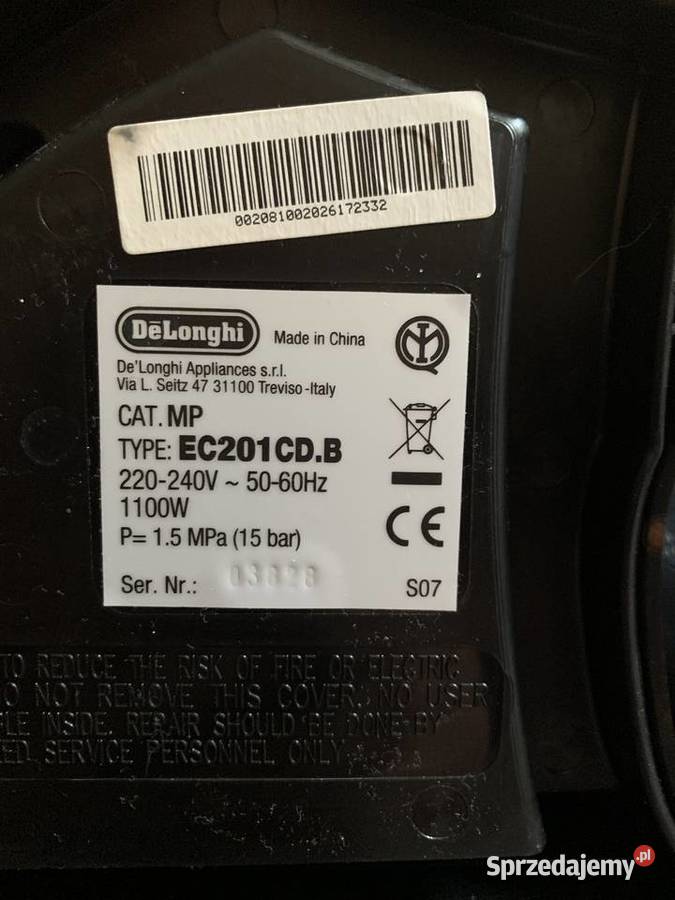 002081002026172332
DeLonghi Made in China
De'Longhi Appliances s.r.l.
Via L. Seitz 47 31100 Treviso -Italy
CAT. MP
TYPE: EC201CD.B
220-240V ~ 50-60Hz
1100W
P= 1.5 MPa (15 bar)
CE
Ser. Nr.: S07
TO REDUCE THE RISK OF FIRE OR ELECTRIC
NOT REMOVE THIS COVER. NO USER
INSIDE. REPAIR SHOULD BE DONE BY
SERVICE PERSONNEL ONLY
Sprzedajemy.pl